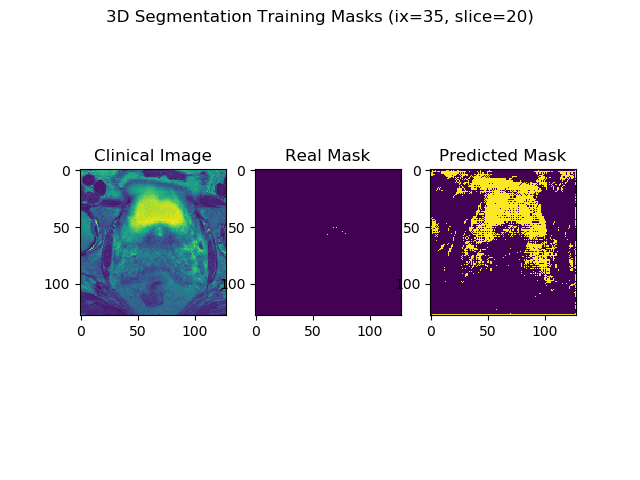 3D Segmentation Training Masks (ix=35, slice=20)
Clinical Image Real Mask Predicted Mask
0 0 0
50 50 50
100 100 100
0 50 100 0 50 100 0 50 100